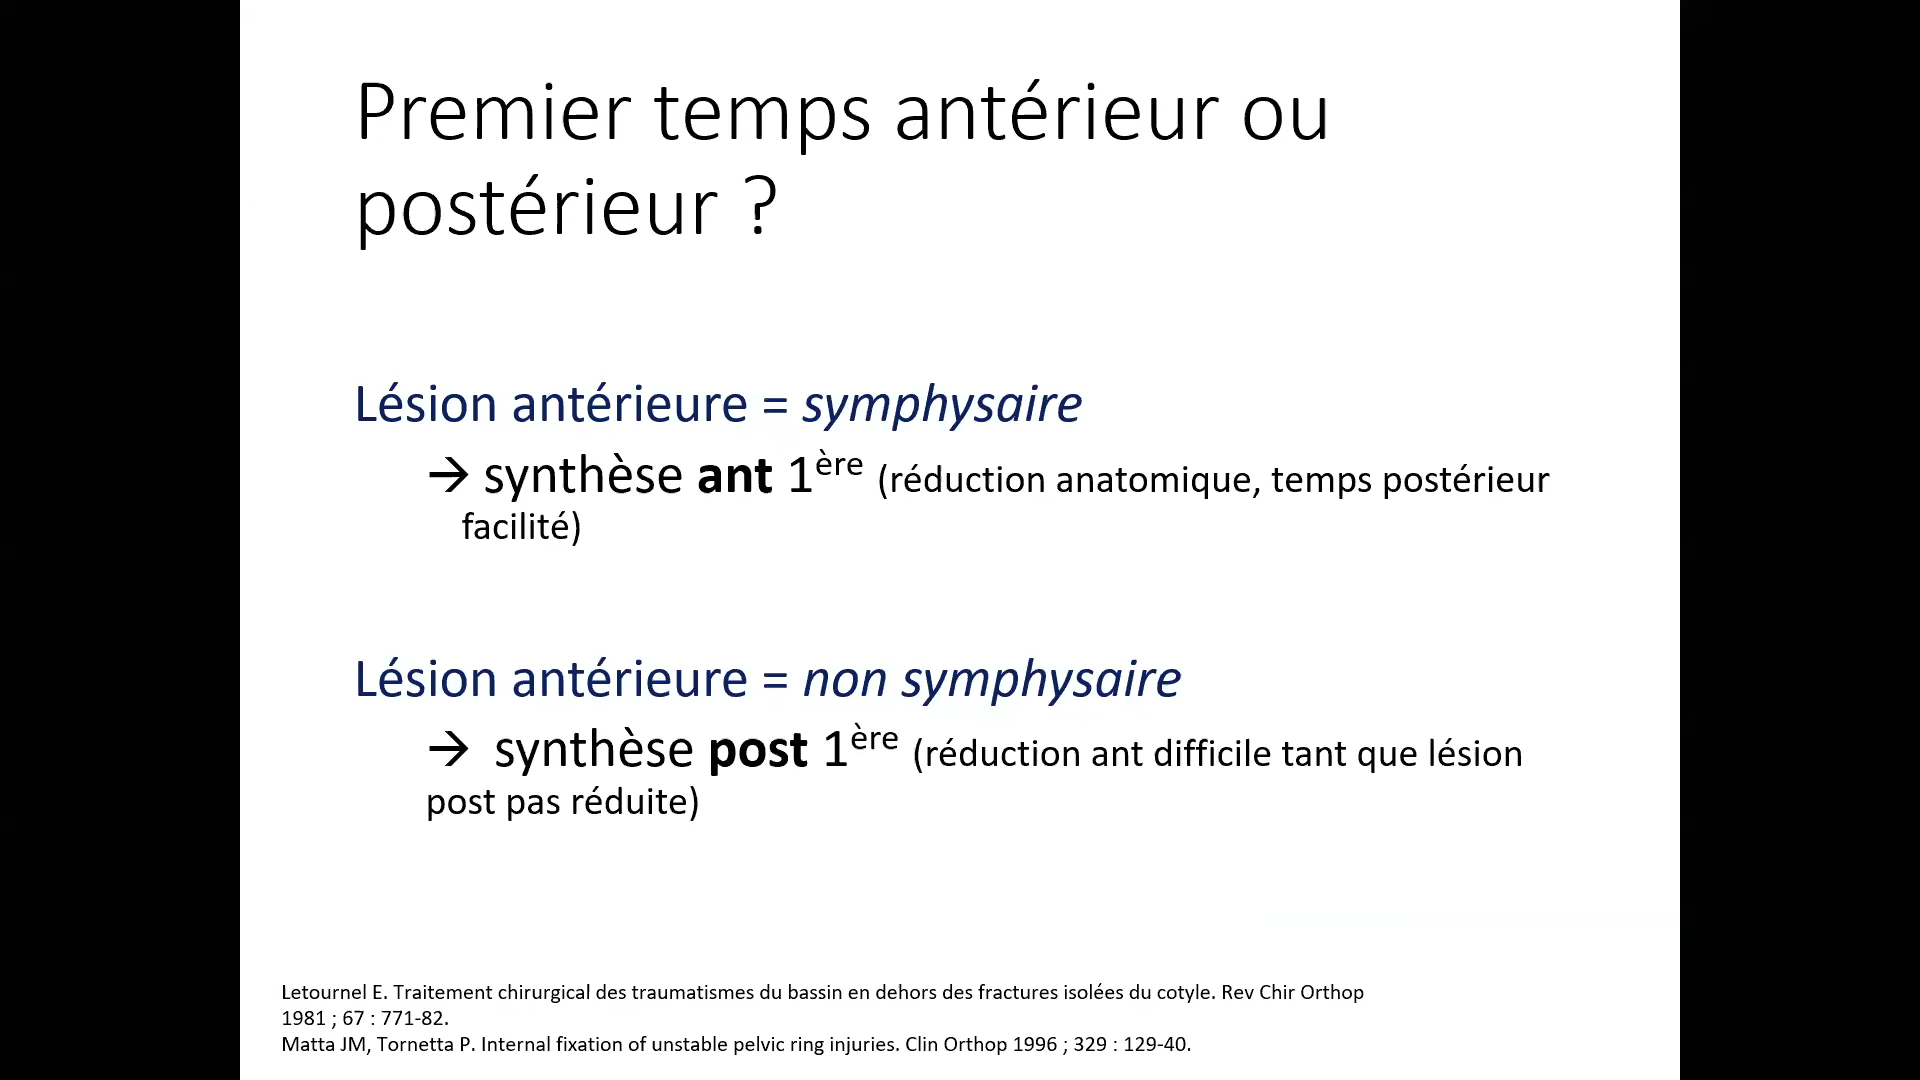 Premier temps antérieur ou
postérieur ?
Lésion antérieure = symphysaire
→ synthèse ant 1ère (réduction anatomique, temps postérieur
facilité)
Lésion antérieure = non symphysaire
→ synthèse post 1ère (réduction ant difficile tant que lésion
post pas réduite)
Letournel E. Traitement chirurgical des traumatismes du bassin en dehors des fractures isolées du cotyle. Rev Chir Orthop
1981 ; 67 : 771-82.
Matta JM, Tornetta P. Internal fixation of unstable pelvic ring injuries. Clin Orthop 1996 ; 329 : 129-40.